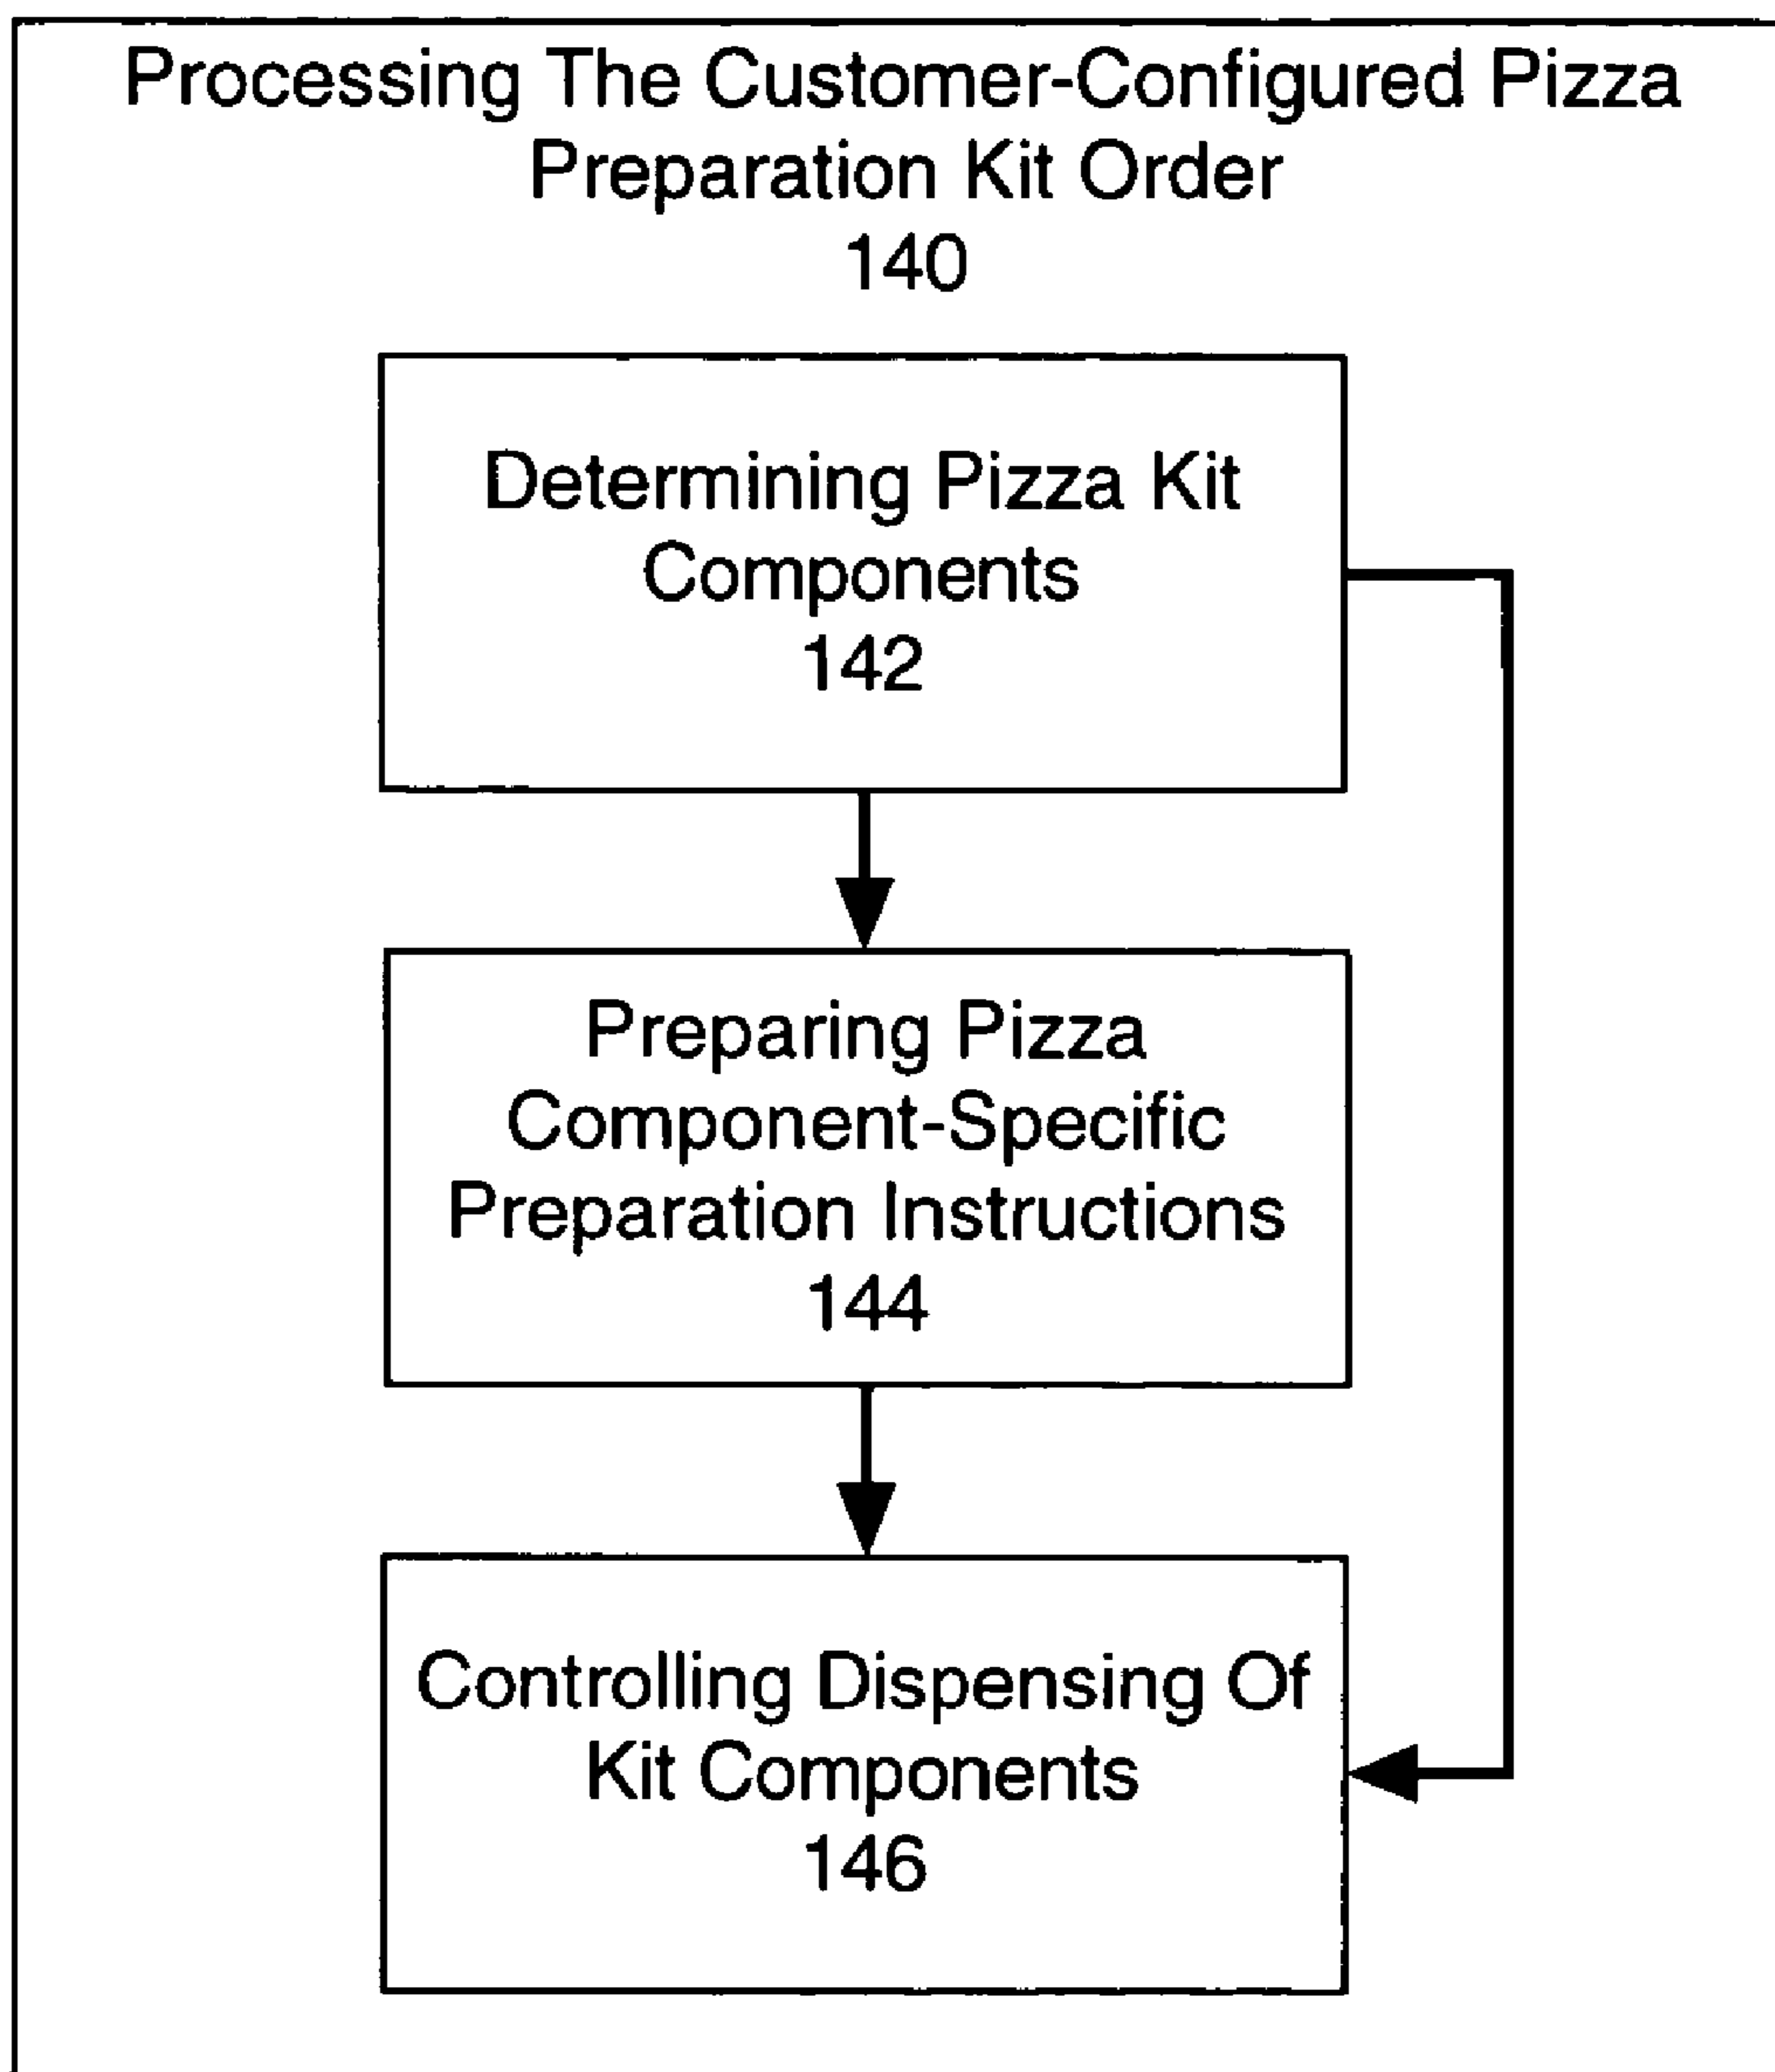 Processing The Customer-Configured Pizza
Preparation Kit Order
140
Determining Pizza Kit
Components
142
Preparing Pizza
Component-Specific
Preparation Instructions
144
Controlling Dispensing Of
Kit Components
146